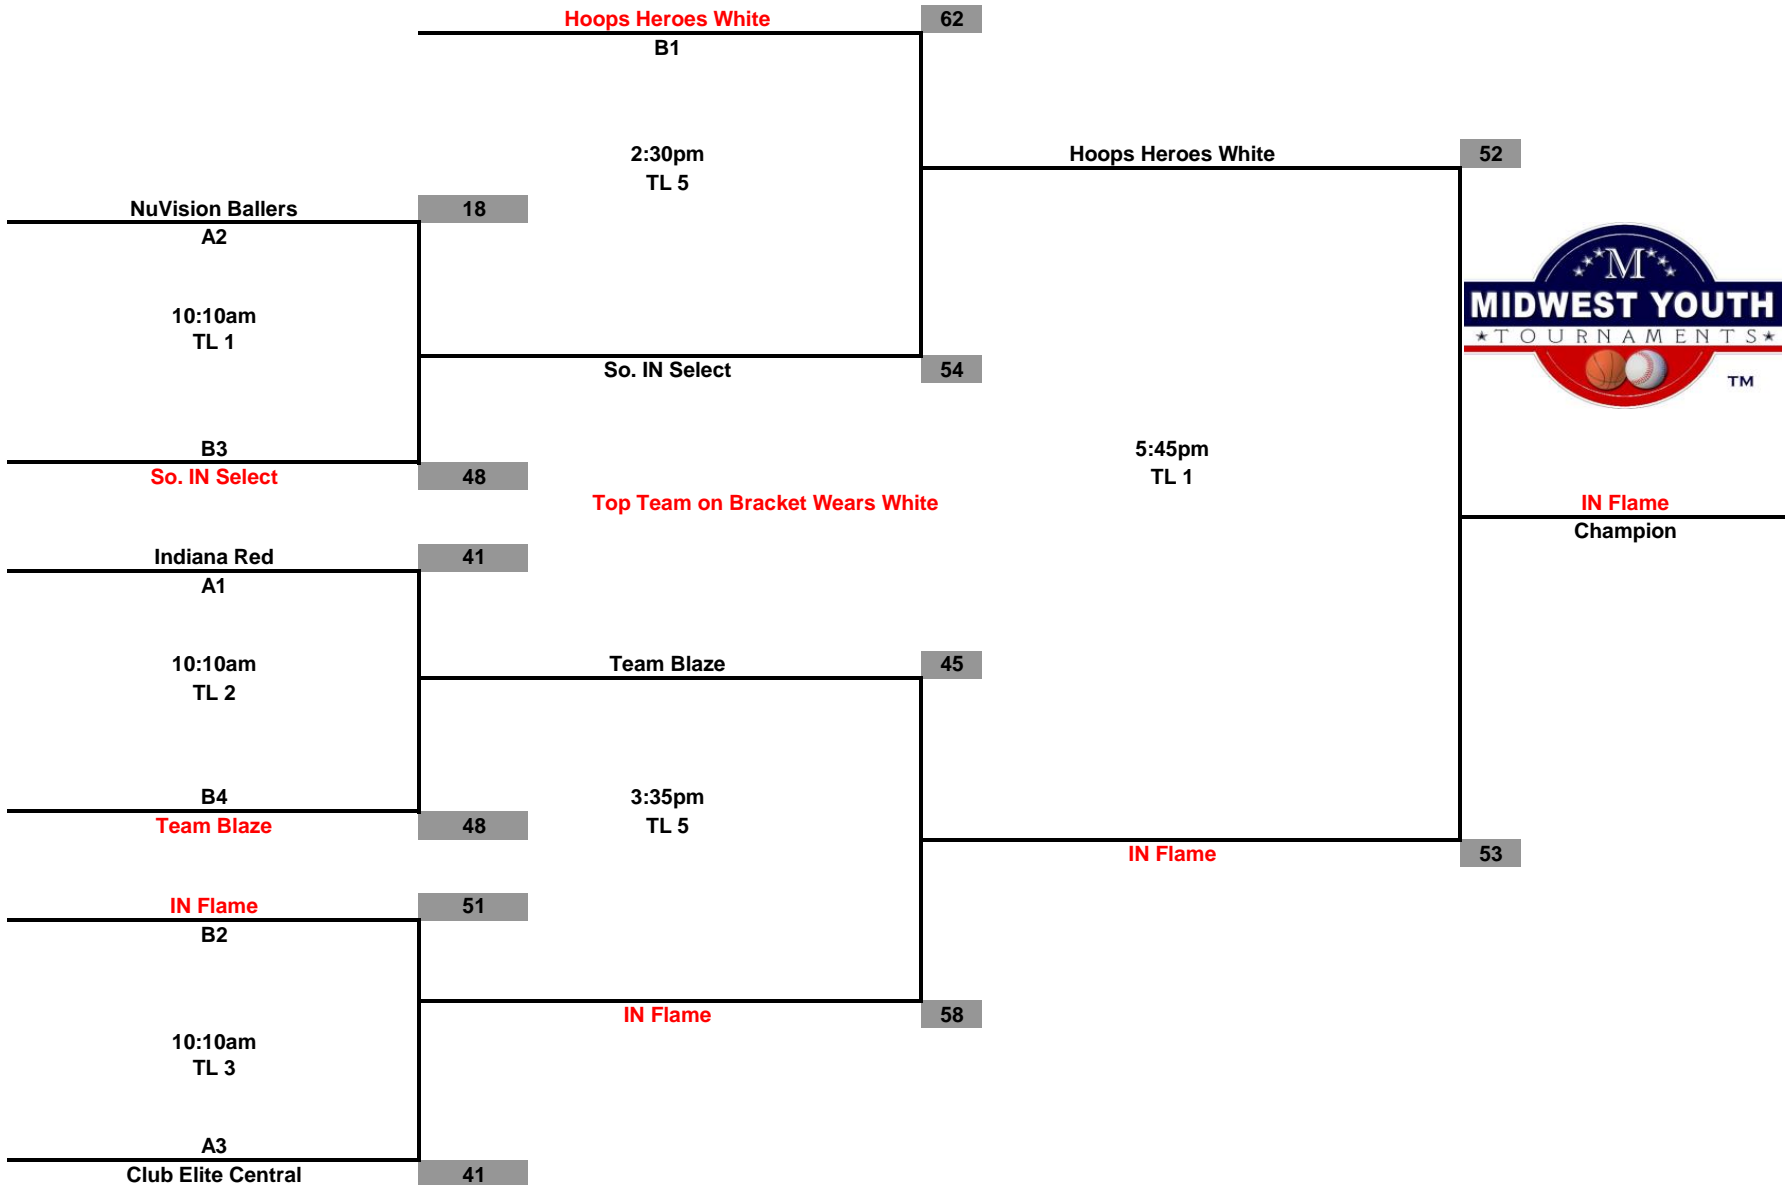 Hoops Heroes White 62
B1
2:30pm
TL 5
Hoops Heroes White 52
NuVision Ballers 18
A2
10:10am
TL 1
So. IN Select 54
B3
So. IN Select 48
Top Team on Bracket Wears White
5:45pm
TL 1
M
MIDWEST YOUTH
TOURNAMENTS
TM
IN Flame
Champion
Indiana Red 41
A1
10:10am
TL 2
Team Blaze 45
B4
Team Blaze 48
3:35pm
TL 5
IN Flame 53
IN Flame 51
B2
IN Flame 58
10:10am
TL 3
A3
Club Elite Central 41